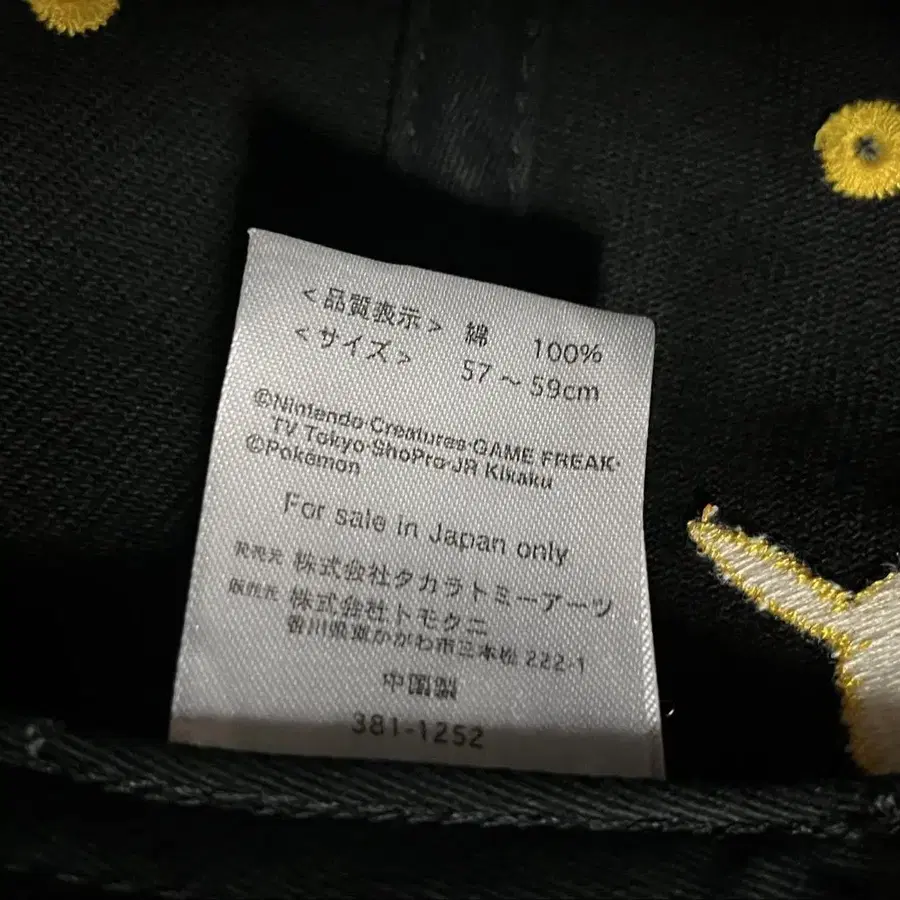 <品質表示> 綿 100%
<サイズ> 57～59cm
©Nintendo·Creatures·GAME FREAK·
TV Tokyo·ShoPro·JR Kikaku
©Pokémon
For sale in Japan only
発売元 株式会社タカラトミーアーツ
販売元 株式会社トモクニ
香川県東かがわ市三本松 222-1
中国製
381-1252